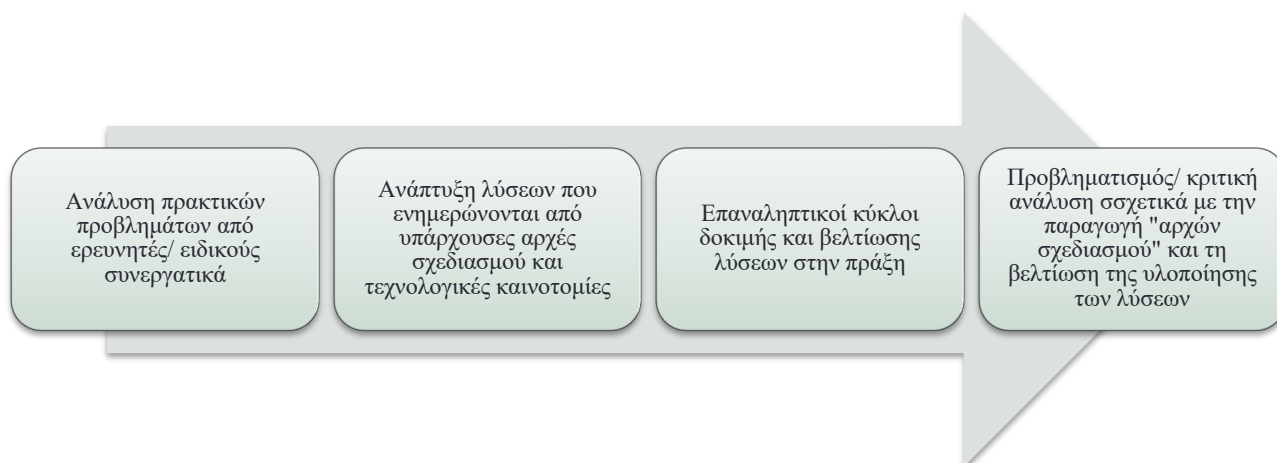 Ανάλυση πρακτικών
προβλημάτων από
ερευνητές/ ειδικούς
συνεργατικά
Ανάπτυξη λύσεων που
ενημερώνονται από
υπάρχουσες αρχές
σχεδιασμού και
τεχνολογικές καινοτομίες
Επαναληπτικοί κύκλοι
δοκιμής και βελτίωσης
λύσεων στην πράξη
Προβληματισμός/ κριτική
ανάλυση σσχετικά με την
παραγωγή "αρχών
σχεδιασμού" και τη
βελτίωση της υλοποίησης
των λύσεων